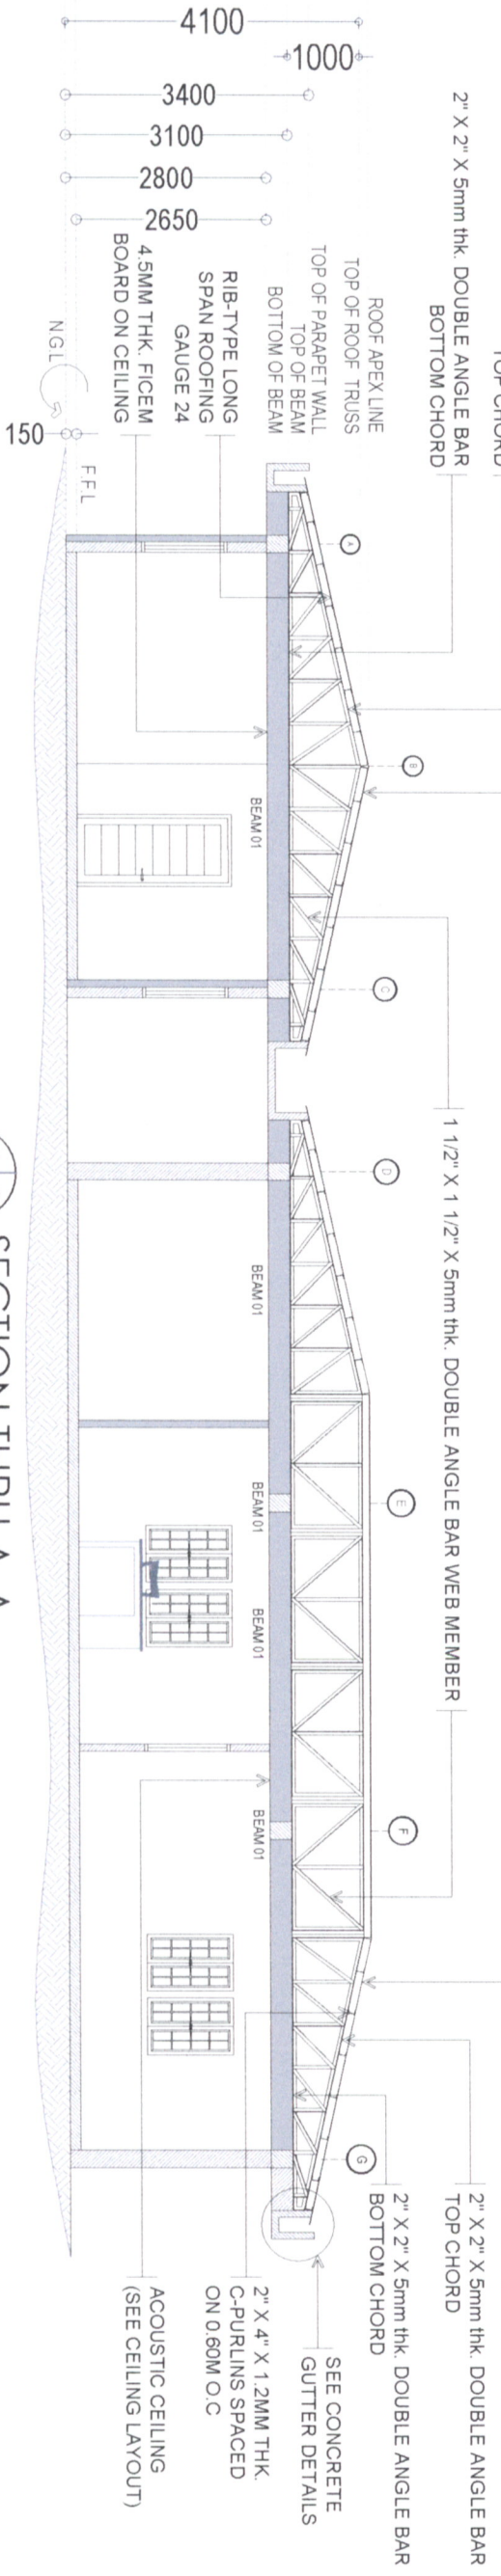 4100
1000
3400
3100
2800
2650
150
TOP CHORD
2" X 2" X 5mm thk. DOUBLE ANGLE BAR
BOTTOM CHORD
ROOF APEX LINE
TOP OF ROOF TRUSS
TOP OF PARAPET WALL
TOP OF BEAM
BOTTOM OF BEAM
RIB-TYPE LONG
SPAN ROOFING
GAUGE 24
4.5MM THK. FICEM
BOARD ON CEILING
N.G.L
F.F.L
A
B
C
D
E
F
G
BEAM 01
BEAM 01
BEAM 01
BEAM 01
BEAM 01
1 1/2" X 1 1/2" X 5mm thk. DOUBLE ANGLE BAR WEB MEMBER
2" X 2" X 5mm thk. DOUBLE ANGLE BAR
TOP CHORD
2" X 2" X 5mm thk. DOUBLE ANGLE BAR
BOTTOM CHORD
SEE CONCRETE
GUTTER DETAILS
2" X 4" X 1.2MM THK.
C-PURLINS SPACED
ON 0.60M O.C
ACOUSTIC CEILING
(SEE CEILING LAYOUT)
SECTION THRU A-A